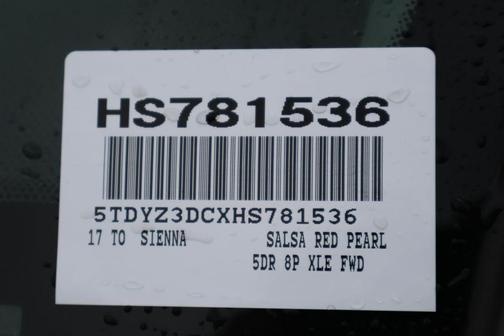 HS781536
5TDYZ3DCXHS781536
17 TO SIENNA SALSA RED PEARL
5DR 8P XLE FWD